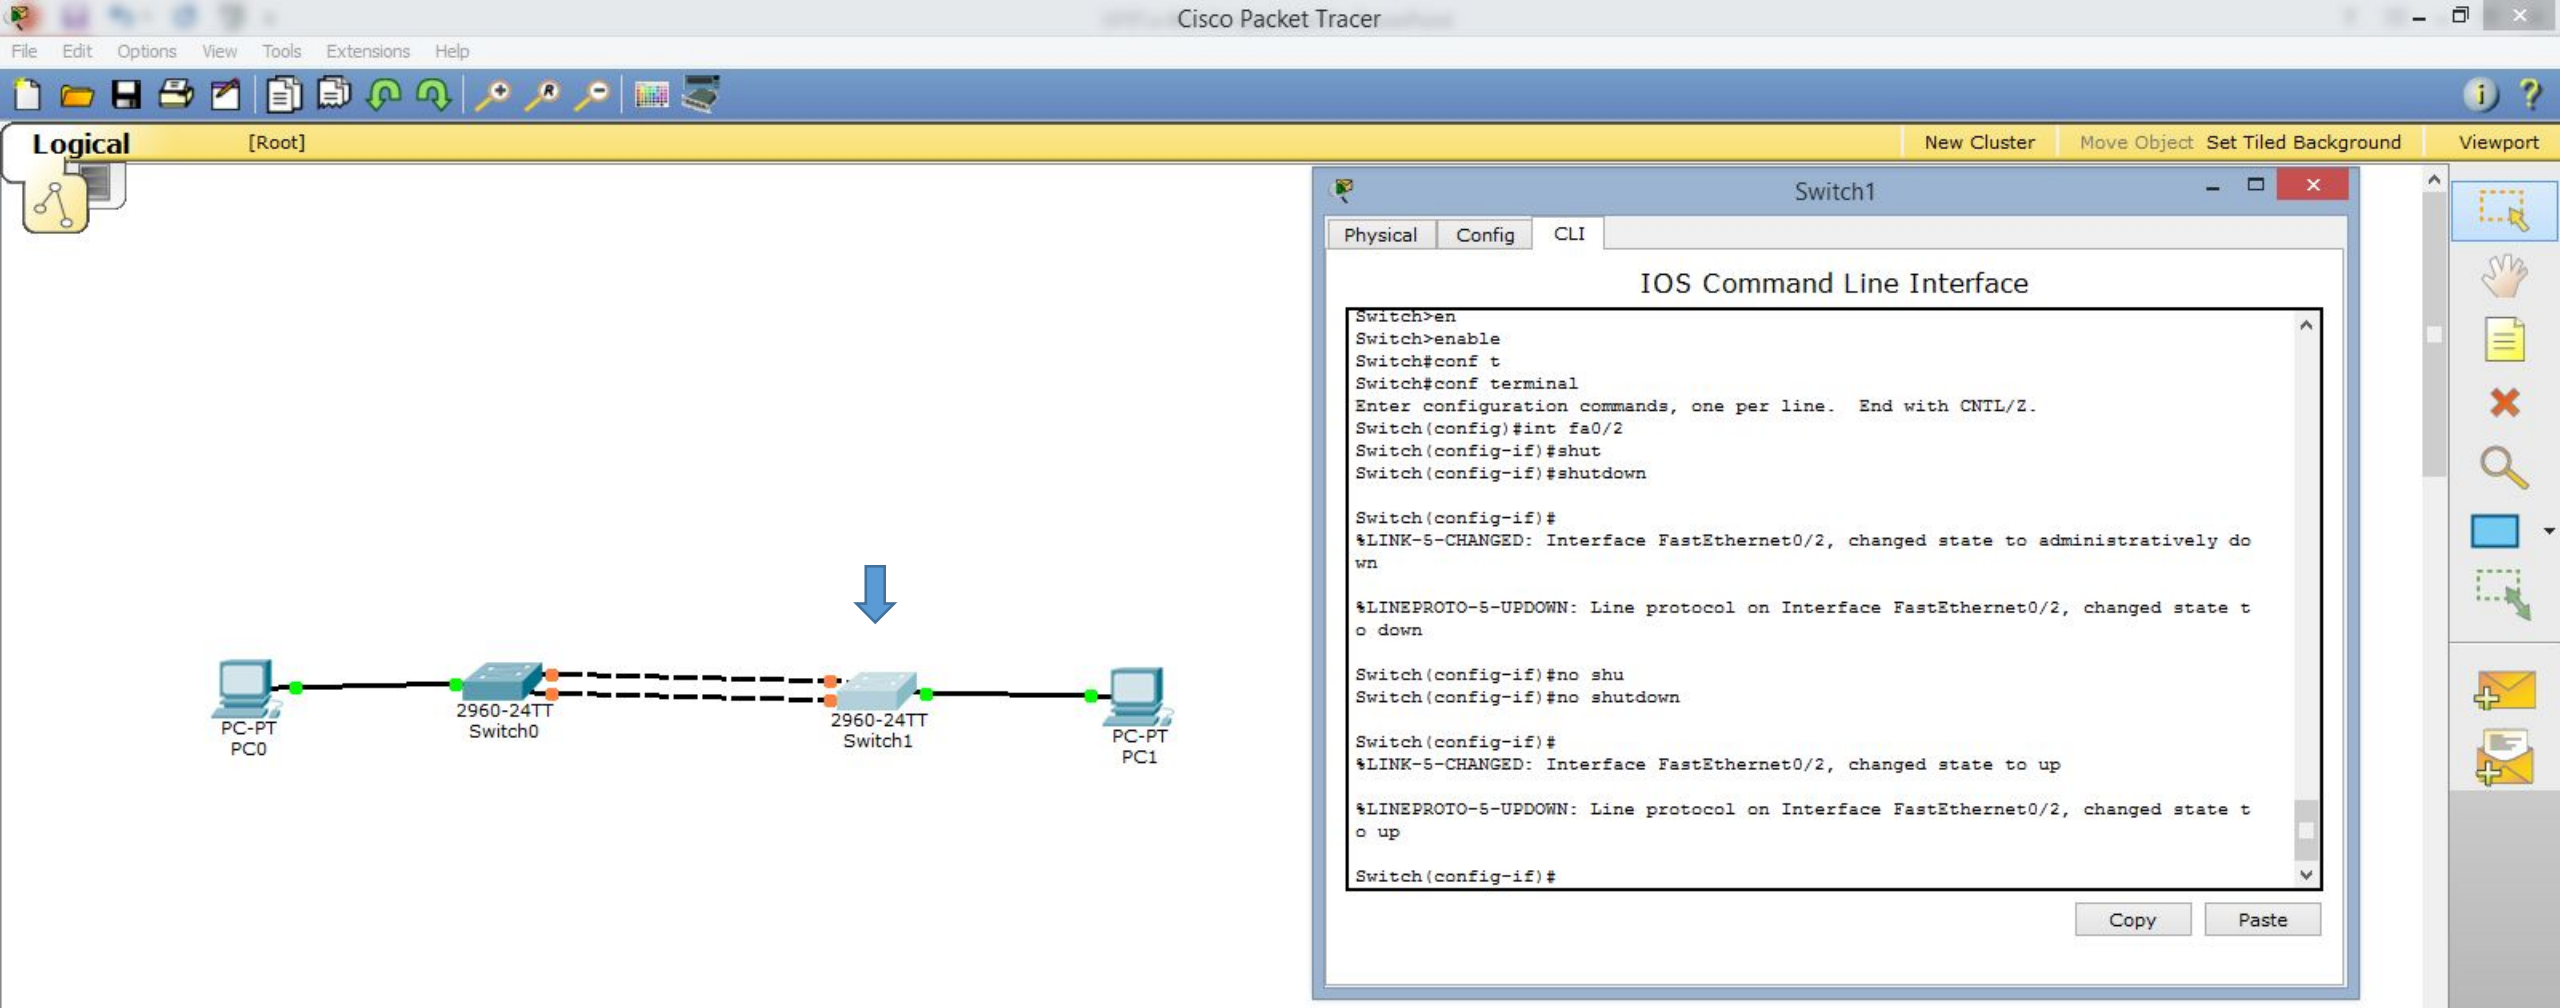 Cisco Packet Tracer
File Edit Options View Tools Extensions Help
R
i ?
Logical [Root] New Cluster Move Object Set Tiled Background Viewport
Switch1
Physical Config CLI
IOS Command Line Interface
Switch>en
Switch>enable
Switch#conf t
Switch#conf terminal
Enter configuration commands, one per line.  End with CNTL/Z.
Switch(config)#int fa0/2
Switch(config-if)#shut
Switch(config-if)#shutdown
Switch(config-if)#
%LINK-5-CHANGED: Interface FastEthernet0/2, changed state to administratively do
wn
%LINEPROTO-5-UPDOWN: Line protocol on Interface FastEthernet0/2, changed state t
o down
Switch(config-if)#no shu
Switch(config-if)#no shutdown
Switch(config-if)#
%LINK-5-CHANGED: Interface FastEthernet0/2, changed state to up
%LINEPROTO-5-UPDOWN: Line protocol on Interface FastEthernet0/2, changed state t
o up
Switch(config-if)#
Copy Paste
PC-PT
PC0
2960-24TT
Switch0
2960-24TT
Switch1
PC-PT
PC1